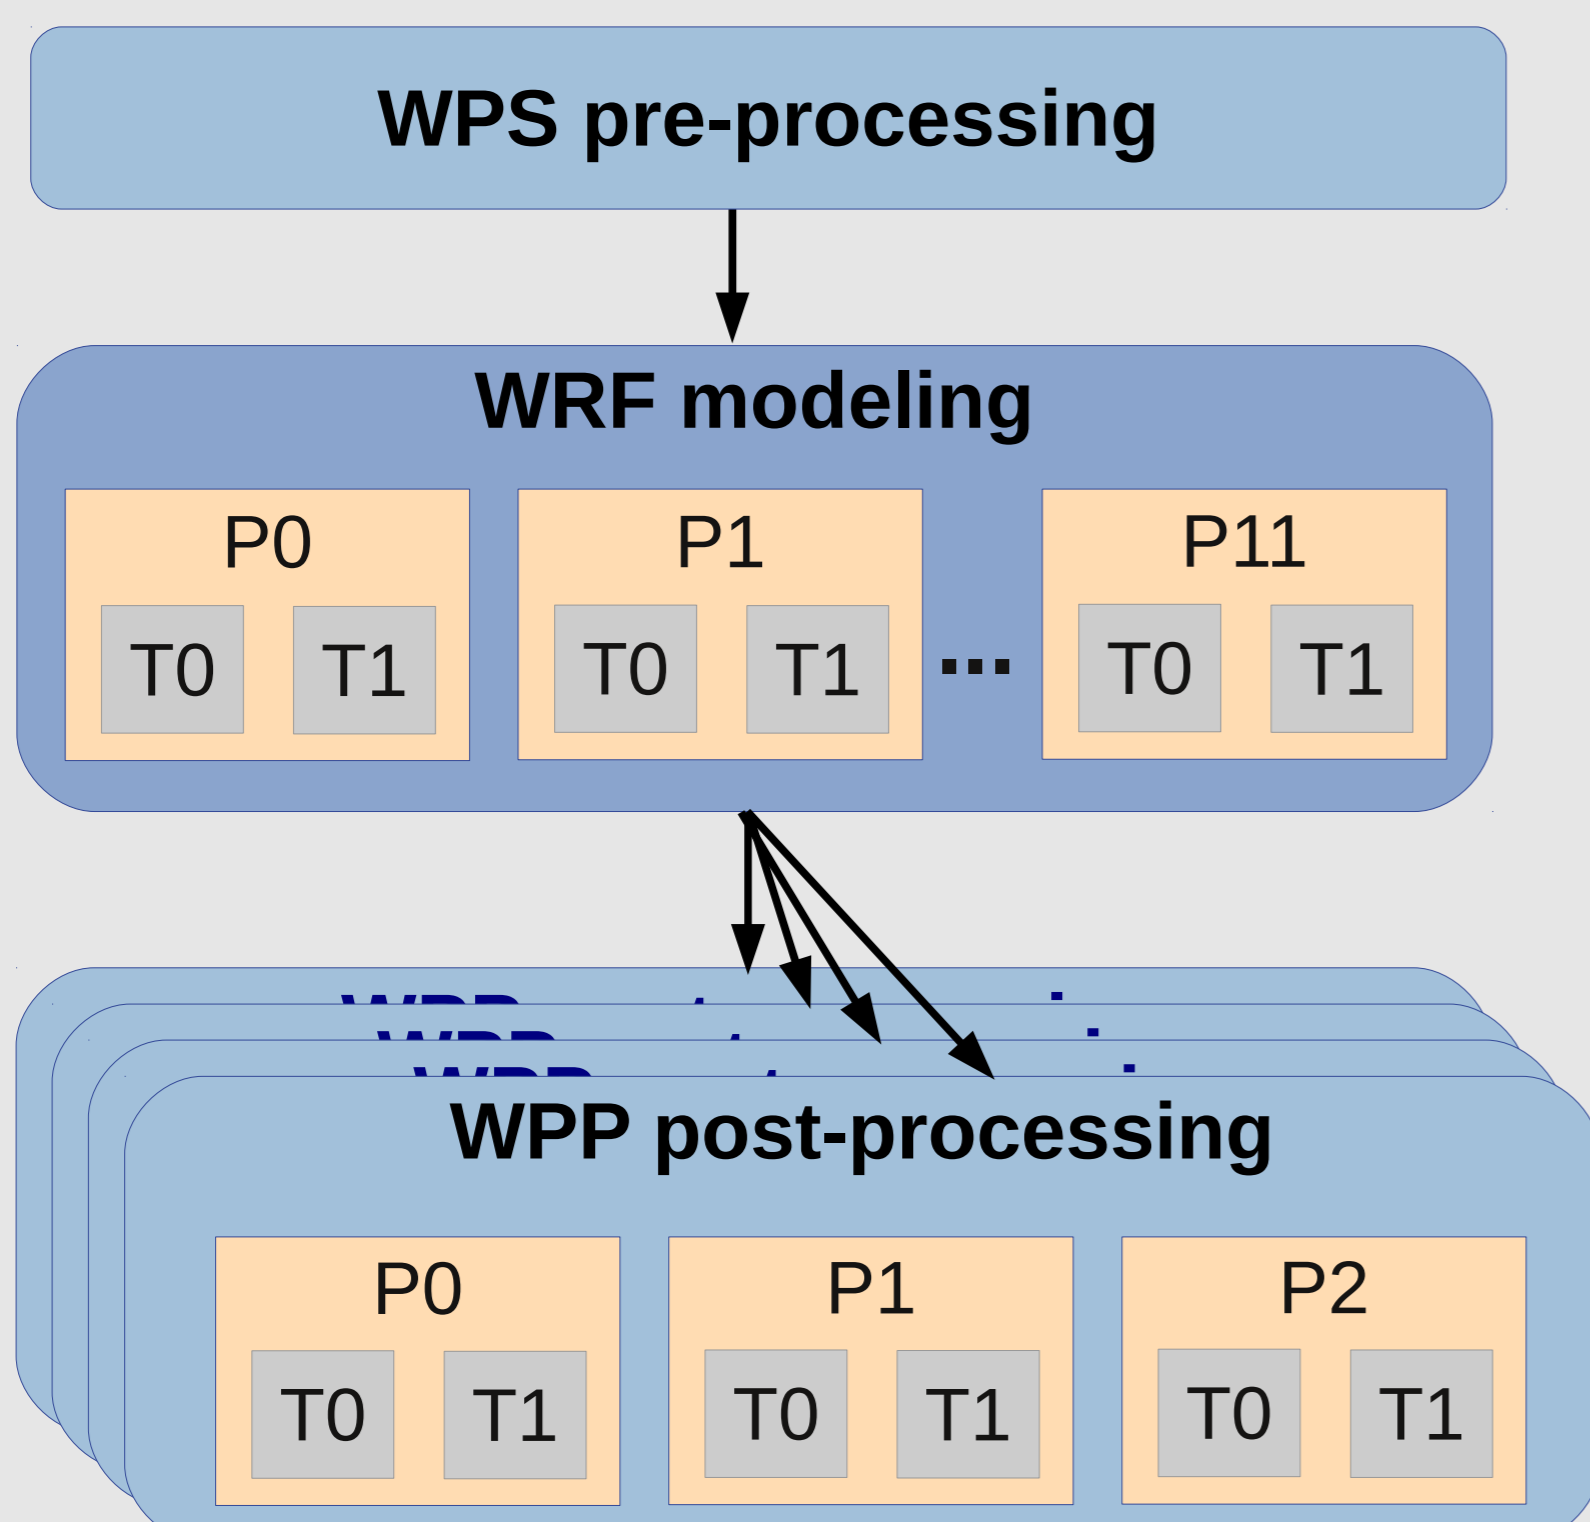 WPS pre-processing
WRF modeling
P0 P1 P11
T0 T1 T0 T1 ... T0 T1
WPP post-processing
P0 P1 P2
T0 T1 T0 T1 T0 T1